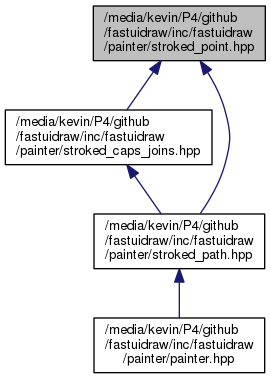 /media/kevin/P4/github
/fastuidraw/inc/fastuidraw
/painter/stroked_point.hpp
/media/kevin/P4/github
/fastuidraw/inc/fastuidraw
/painter/stroked_caps_joins.hpp
/media/kevin/P4/github
/fastuidraw/inc/fastuidraw
/painter/stroked_path.hpp
/media/kevin/P4/github
/fastuidraw/inc/fastuidraw
/painter/painter.hpp